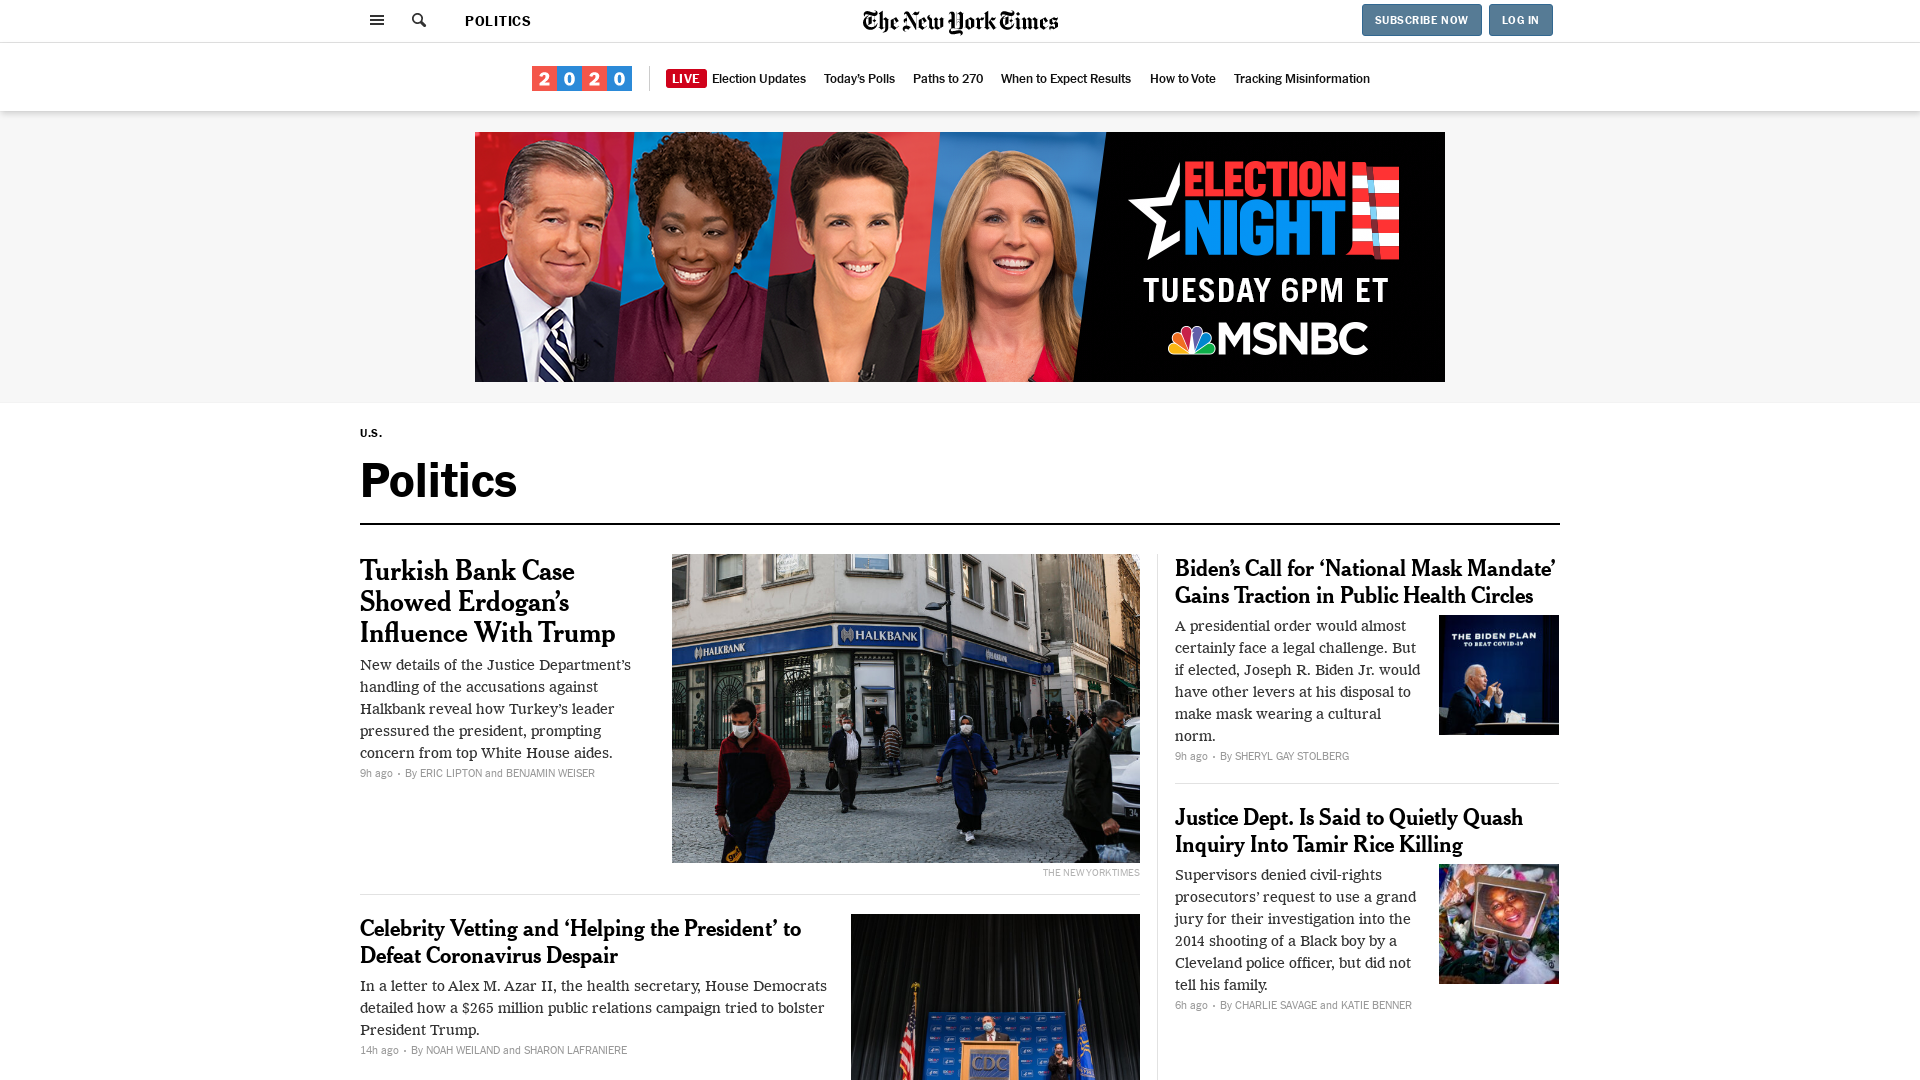 POLITICS
The New York Times
SUBSCRIBE NOW
LOG IN
2020
LIVE Election Updates
Today's Polls
Paths to 270
When to Expect Results
How to Vote
Tracking Misinformation
ELECTION
NIGHT
TUESDAY 6PM ET
MSNBC
U.S.
Politics
Turkish Bank Case
Showed Erdogan's
Influence With Trump
New details of the Justice Department's
handling of the accusations against
Halkbank reveal how Turkey's leader
pressured the president, prompting
concern from top White House aides.
9h ago • By ERIC LIPTON and BENJAMIN WEISER
HALKBANK
HALKBANK
HALKBANK
34
THE NEW YORK TIMES
Celebrity Vetting and ‘Helping the President’ to
Defeat Coronavirus Despair
In a letter to Alex M. Azar II, the health secretary, House Democrats
detailed how a $265 million public relations campaign tried to bolster
President Trump.
14h ago • By NOAH WEILAND and SHARON LAFRANIERE
CDC
Biden’s Call for ‘National Mask Mandate’
Gains Traction in Public Health Circles
A presidential order would almost
certainly face a legal challenge. But
if elected, Joseph R. Biden Jr. would
have other levers at his disposal to
make mask wearing a cultural
norm.
9h ago • By SHERYL GAY STOLBERG
THE BIDEN PLAN
TO BEAT COVID-19
Justice Dept. Is Said to Quietly Quash
Inquiry Into Tamir Rice Killing
Supervisors denied civil-rights
prosecutors’ request to use a grand
jury for their investigation into the
2014 shooting of a Black boy by a
Cleveland police officer, but did not
tell his family.
6h ago • By CHARLIE SAVAGE and KATIE BENNER